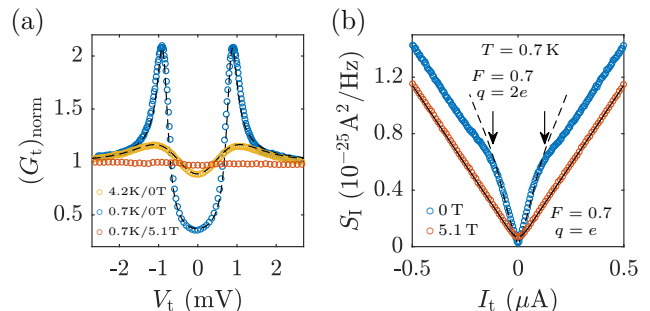 (a)
(G_t)_norm
2
1.5
1
0.5
4.2K/0T
0.7K/0T
0.7K/5.1T
-2 -1 0 1 2
V_t (mV)
(b)
S_I (10^-25 A^2/Hz)
1.2
0.8
0.4
0
T = 0.7 K
F = 0.7
q = 2e
0 T
5.1 T
F = 0.7
q = e
-0.5 0 0.5
I_t (μA)